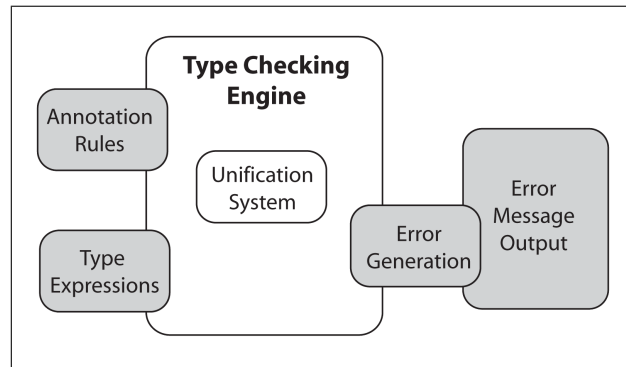 Type Checking
Engine
Annotation
Rules
Unification
System
Type
Expressions
Error
Generation
Error
Message
Output